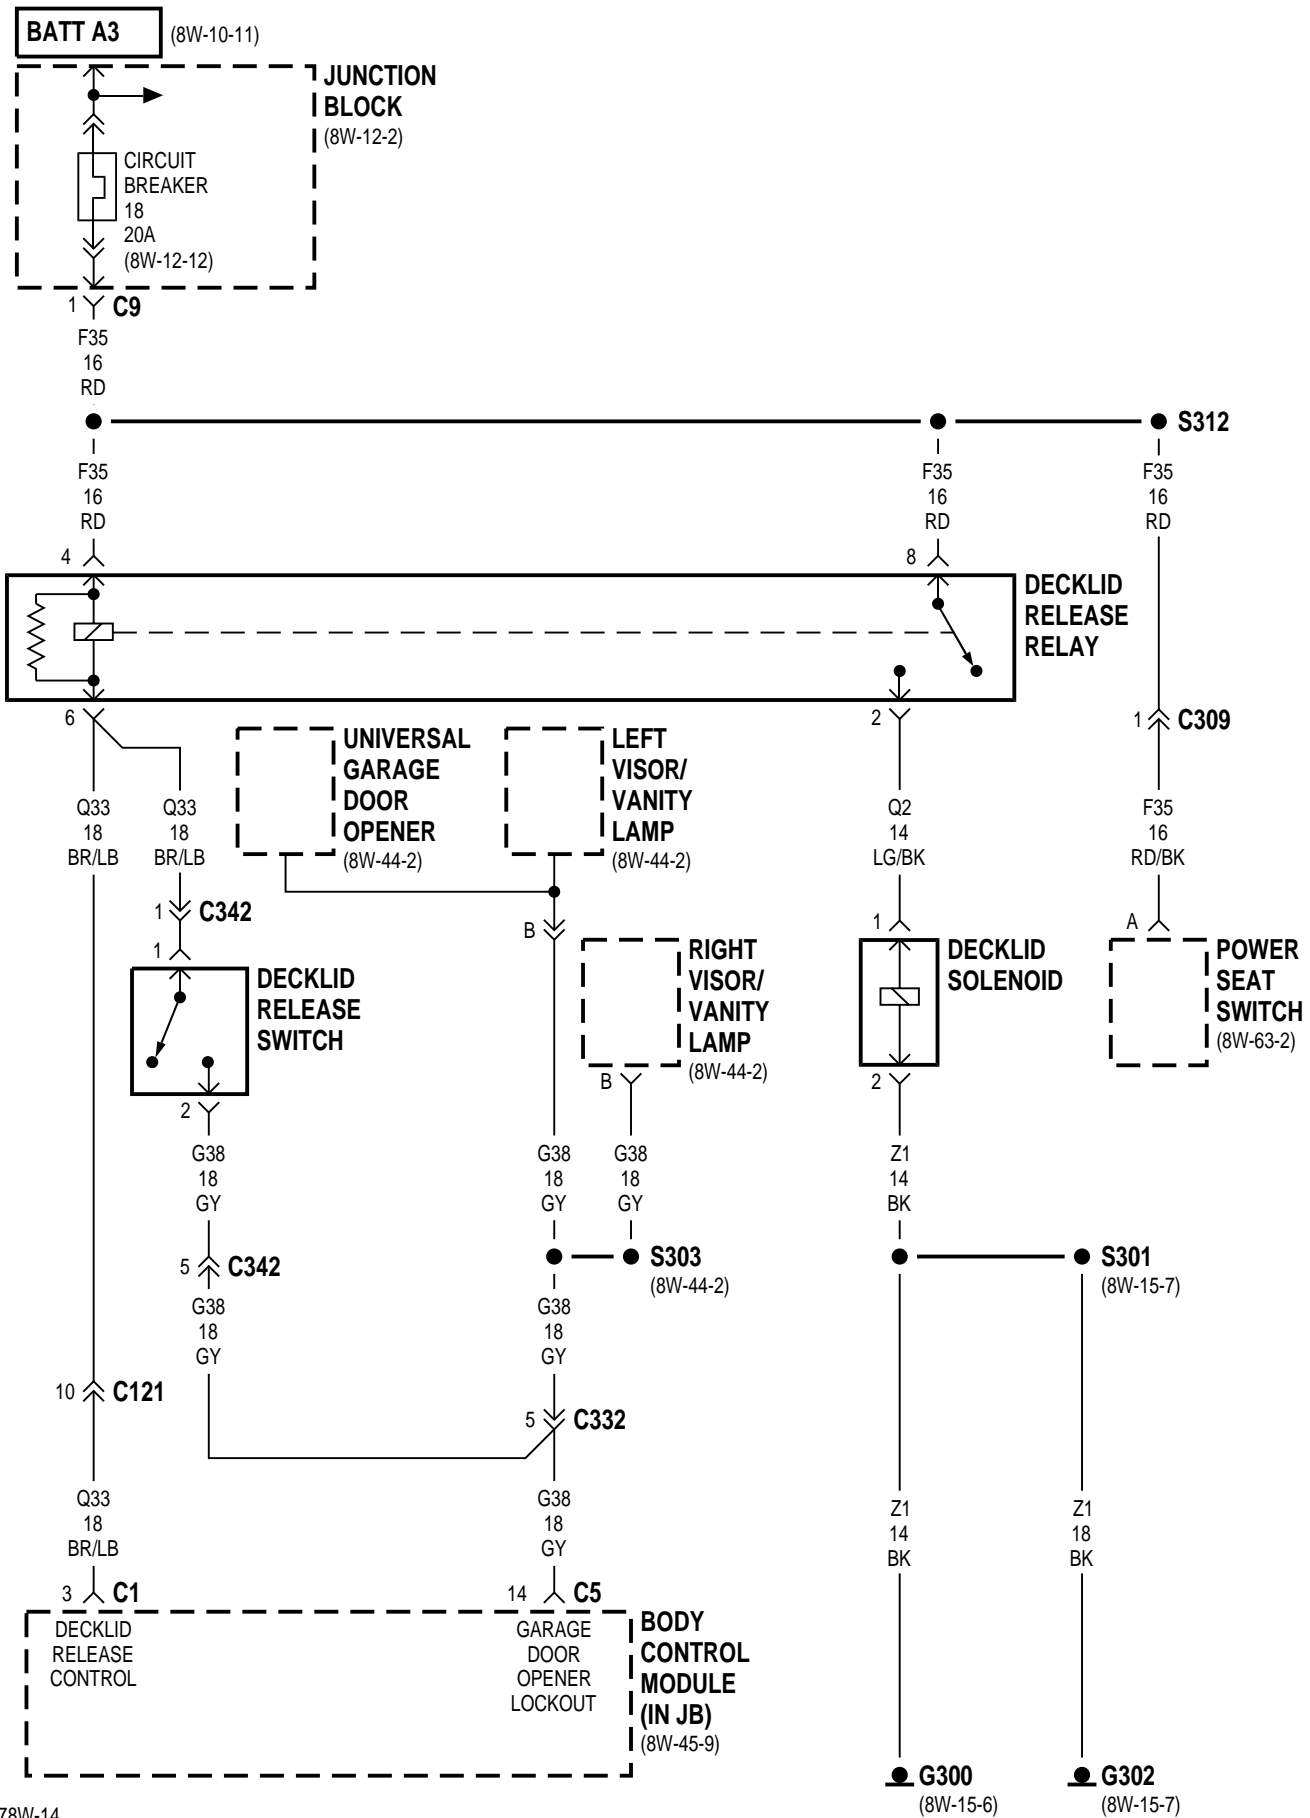 BATT A3
(8W-10-11)
JUNCTION
BLOCK
(8W-12-2)
CIRCUIT
BREAKER
18
20A
(8W-12-12)
1
C9
F35
16
RD
S312
F35
16
RD
F35
16
RD
F35
16
RD
4
8
DECKLID
RELEASE
RELAY
6
2
1
C309
UNIVERSAL
GARAGE
DOOR
OPENER
(8W-44-2)
LEFT
VISOR/
VANITY
LAMP
(8W-44-2)
Q33
18
BR/LB
Q33
18
BR/LB
Q2
14
LG/BK
F35
16
RD/BK
1
C342
1
B
1
A
DECKLID
RELEASE
SWITCH
RIGHT
VISOR/
VANITY
LAMP
(8W-44-2)
DECKLID
SOLENOID
POWER
SEAT
SWITCH
(8W-63-2)
2
B
2
G38
18
GY
G38
18
GY
G38
18
GY
Z1
14
BK
5
C342
S303
(8W-44-2)
S301
(8W-15-7)
G38
18
GY
G38
18
GY
10
C121
5
C332
Q33
18
BR/LB
G38
18
GY
Z1
14
BK
Z1
18
BK
3
C1
14
C5
DECKLID
RELEASE
CONTROL
GARAGE
DOOR
OPENER
LOCKOUT
BODY
CONTROL
MODULE
(IN JB)
(8W-45-9)
G300
(8W-15-6)
G302
(8W-15-7)
78W-14